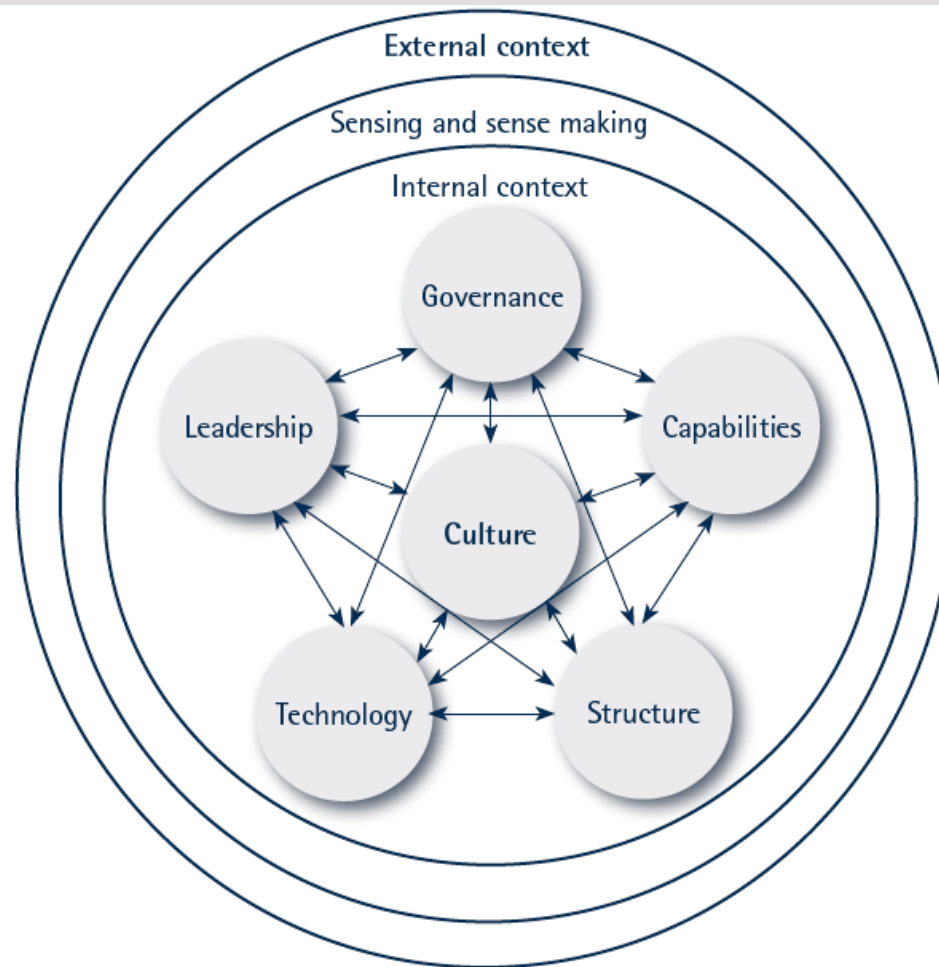 External context
Sensing and sense making
Internal context
Governance
Leadership
Capabilities
Culture
Technology
Structure